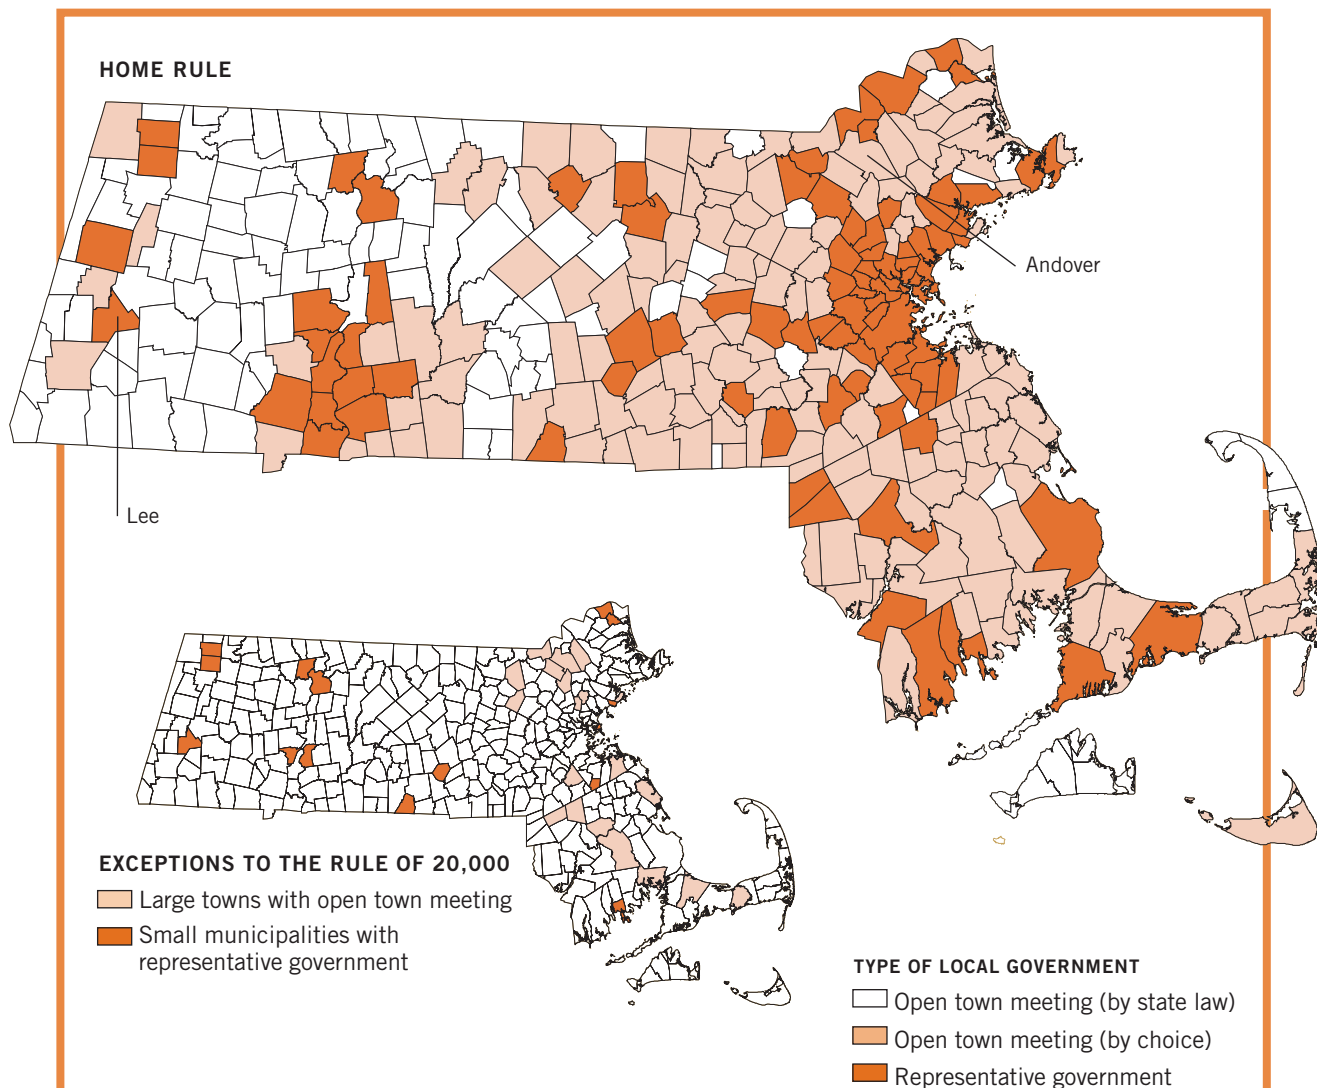 HOME RULE
Andover
Lee
EXCEPTIONS TO THE RULE OF 20,000
Large towns with open town meeting
Small municipalities with
representative government
TYPE OF LOCAL GOVERNMENT
Open town meeting (by state law)
Open town meeting (by choice)
Representative government